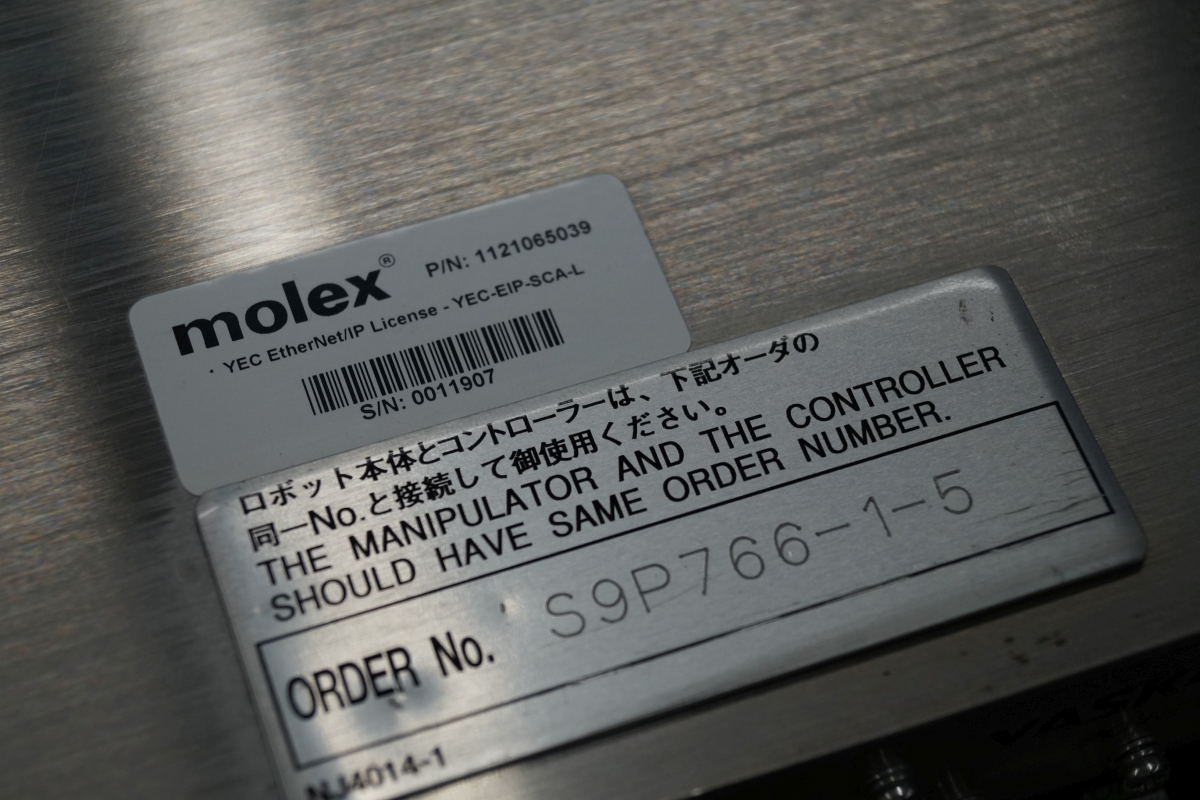 molex® P/N: 1121065039
· YEC EtherNet/IP License - YEC-EIP-SCA-L
S/N: 0011907
ロボット本体とコントローラーは、下記オーダの
同一No.と接続して御使用ください。
THE MANIPULATOR AND THE CONTROLLER
SHOULD HAVE SAME ORDER NUMBER.
ORDER No. S9P766-1-5
NJ4014-1